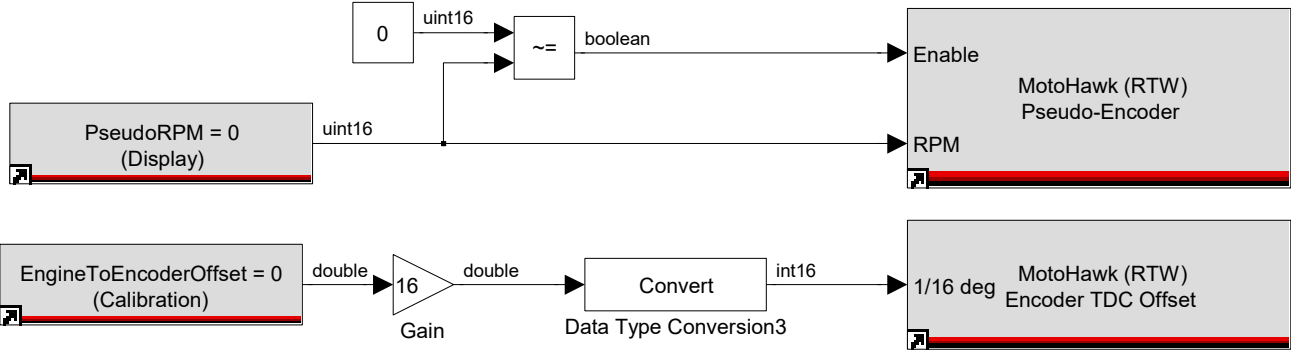 0
uint16
~=
boolean
Enable
MotoHawk (RTW)
Pseudo-Encoder
RPM
PseudoRPM = 0
(Display)
uint16
EngineToEncoderOffset = 0
(Calibration)
double
16
Gain
double
Convert
Data Type Conversion3
int16
1/16 deg
MotoHawk (RTW)
Encoder TDC Offset